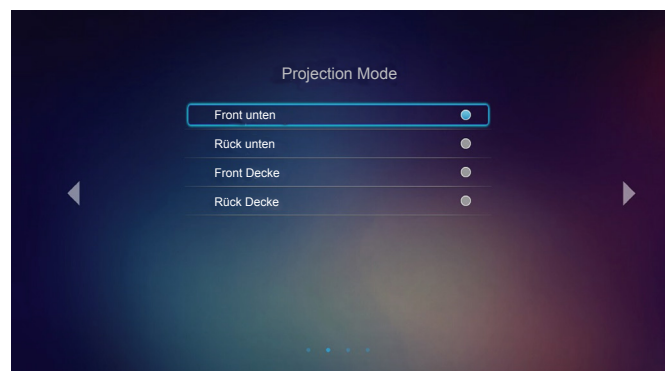 Projection Mode
Front unten
Rück unten
Front Decke
Rück Decke